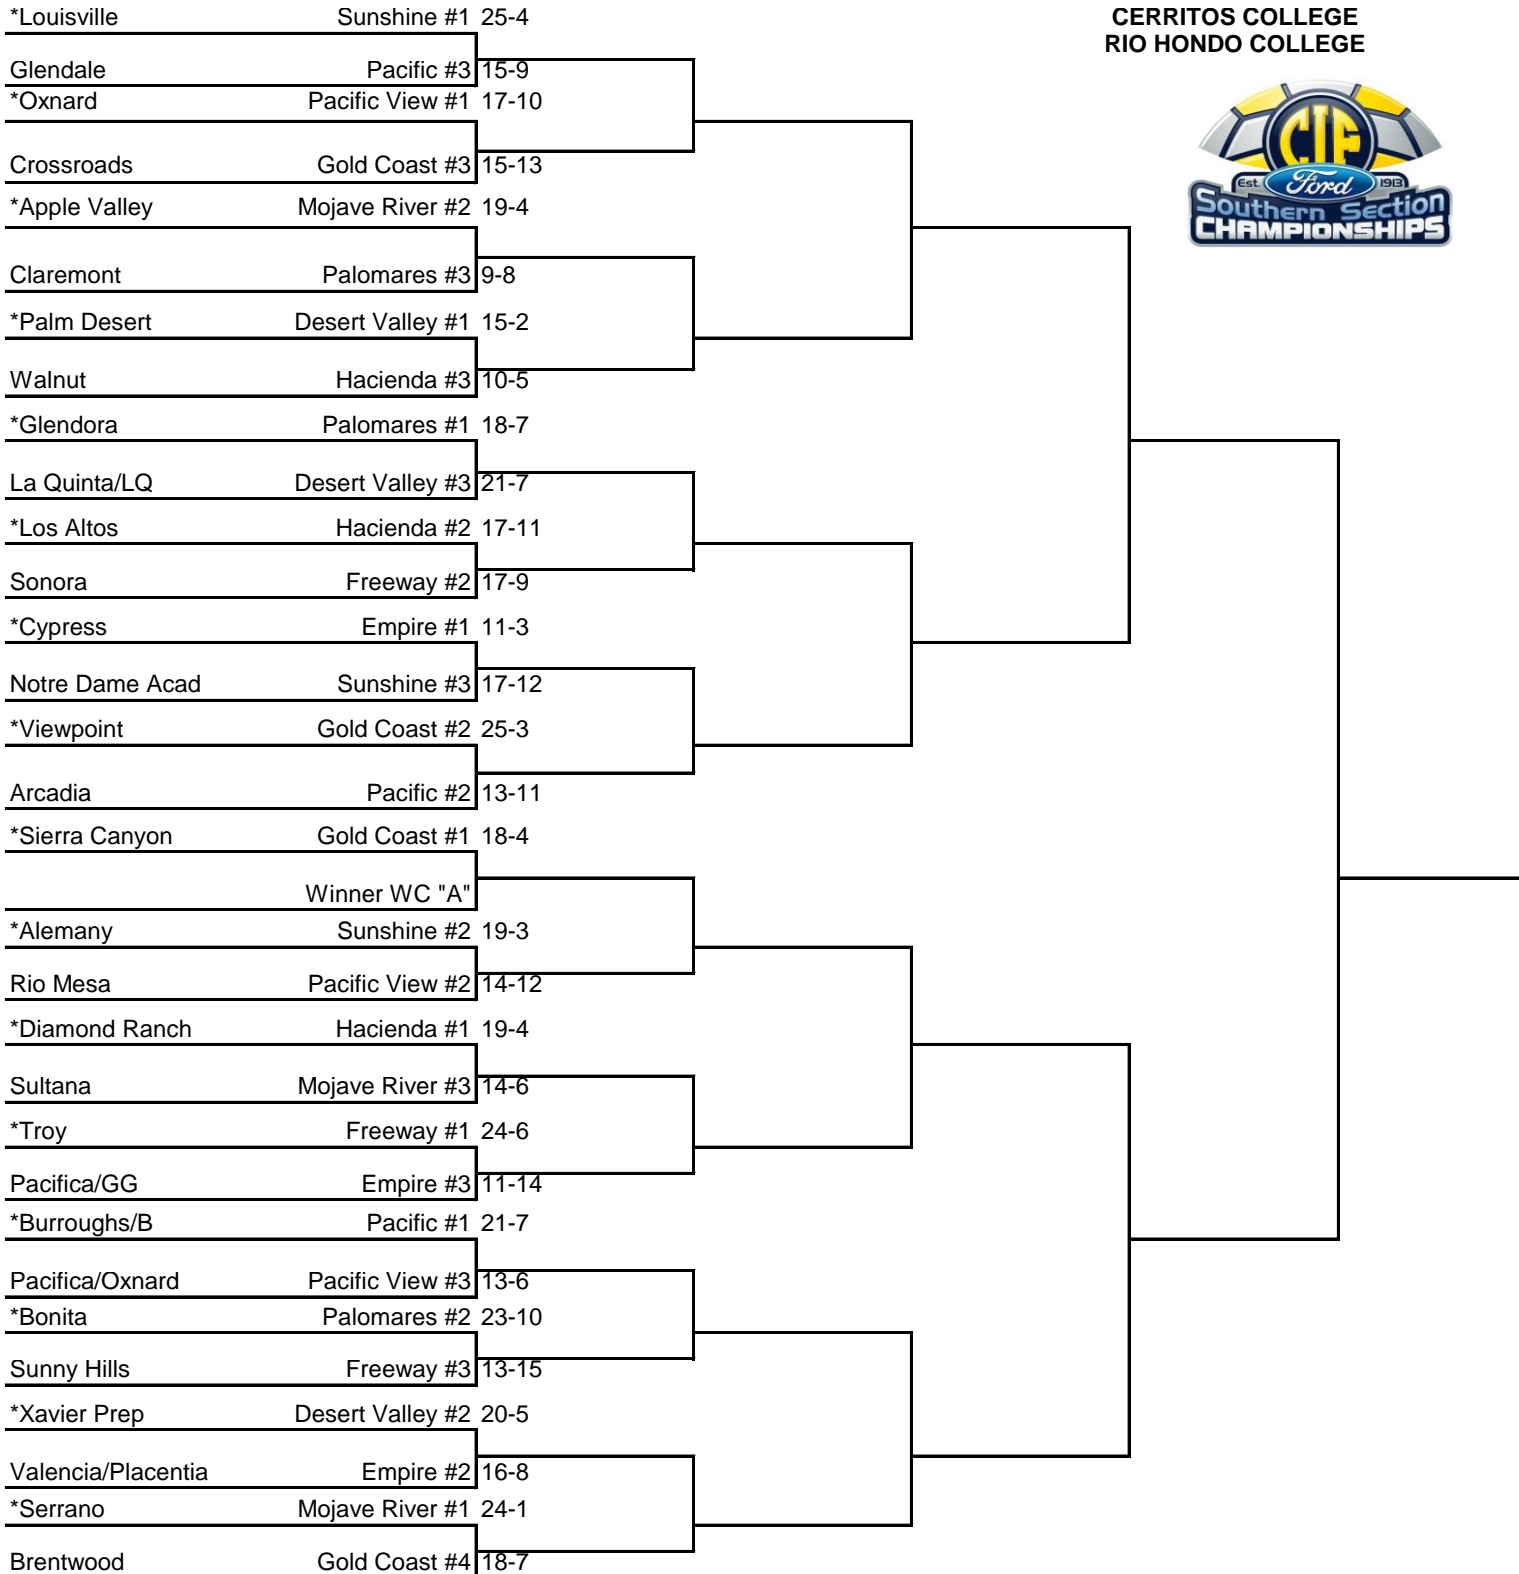 *Louisville Sunshine #1 25-4
CERRITOS COLLEGE
RIO HONDO COLLEGE
Glendale Pacific #3 15-9
*Oxnard Pacific View #1 17-10
CIF
Est. Ford 1913
Southern Section
CHAMPIONSHIPS
Crossroads Gold Coast #3 15-13
*Apple Valley Mojave River #2 19-4
Claremont Palomares #3 9-8
*Palm Desert Desert Valley #1 15-2
Walnut Hacienda #3 10-5
*Glendora Palomares #1 18-7
La Quinta/LQ Desert Valley #3 21-7
*Los Altos Hacienda #2 17-11
Sonora Freeway #2 17-9
*Cypress Empire #1 11-3
Notre Dame Acad Sunshine #3 17-12
*Viewpoint Gold Coast #2 25-3
Arcadia Pacific #2 13-11
*Sierra Canyon Gold Coast #1 18-4
Winner WC "A"
*Alemany Sunshine #2 19-3
Rio Mesa Pacific View #2 14-12
*Diamond Ranch Hacienda #1 19-4
Sultana Mojave River #3 14-6
*Troy Freeway #1 24-6
Pacifica/GG Empire #3 11-14
*Burroughs/B Pacific #1 21-7
Pacifica/Oxnard Pacific View #3 13-6
*Bonita Palomares #2 23-10
Sunny Hills Freeway #3 13-15
*Xavier Prep Desert Valley #2 20-5
Valencia/Placentia Empire #2 16-8
*Serrano Mojave River #1 24-1
Brentwood Gold Coast #4 18-7